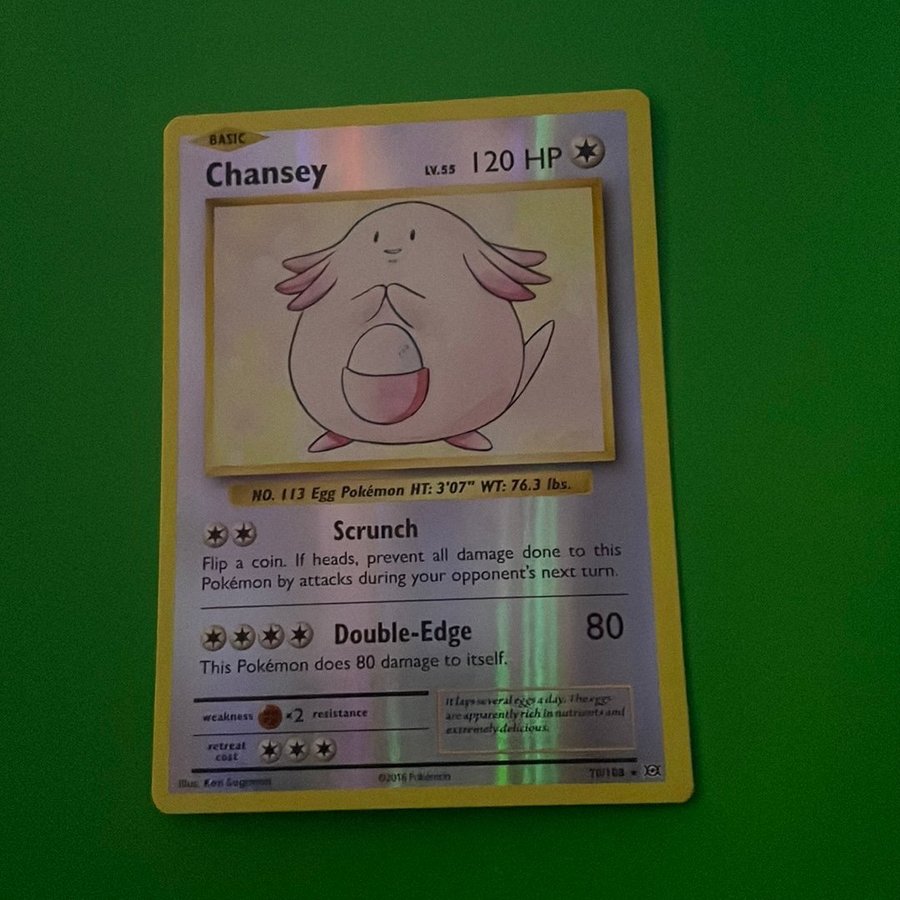 BASIC
Chansey LV.55 120 HP
NO. 113 Egg Pokémon HT: 3'07" WT: 76.3 lbs.
Scrunch
Flip a coin. If heads, prevent all damage done to this
Pokémon by attacks during your opponent's next turn.
Double-Edge 80
This Pokémon does 80 damage to itself.
weakness ×2 resistance
retreat
cost
It lays several eggs a day. The eggs
are apparently rich in nutrients and
extremely delicious.
Illus. Ken Sugimori ©2016 Pokémon 70/108